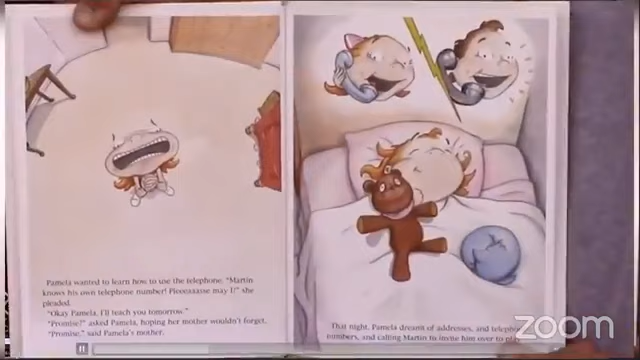 Pamela wanted to learn how to use the telephone. "Martin
knows his own telephone number! Pleeeaaase may I!" she
pleaded.
"Okay Pamela, I'll teach you tomorrow."
"Promise!" asked Pamela, hoping her mother wouldn't forget.
"Promise," said Pamela's mother.
That night, Pamela dreamt of addresses, and
numbers, and calling Martin to invite him over to
zoom